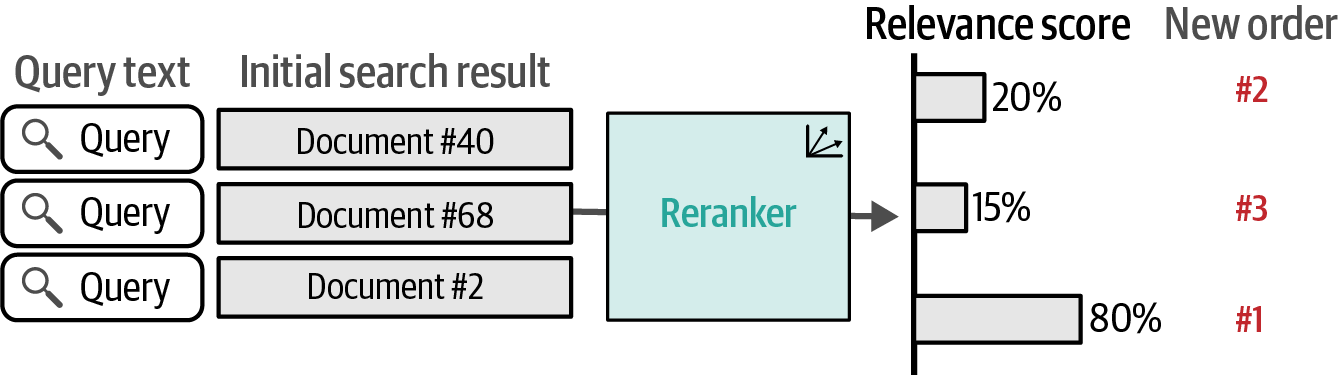 Query text
Initial search result
Relevance score
New order
Query
Document #40
20%
#2
Query
Document #68
Reranker
15%
#3
Query
Document #2
80%
#1